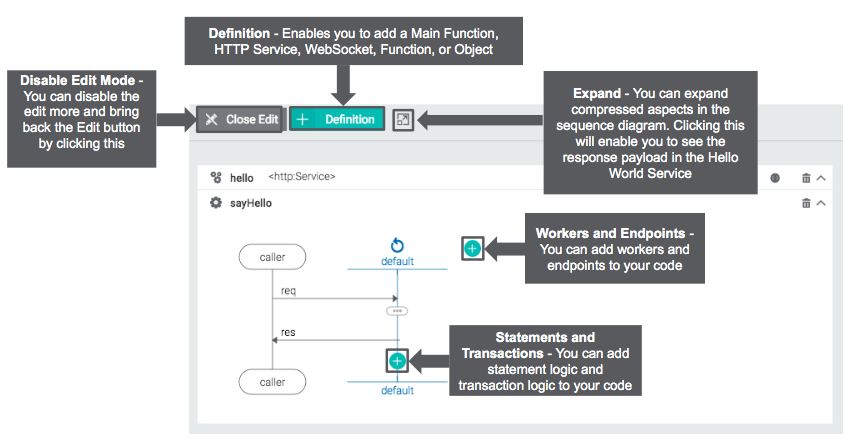 Definition - Enables you to add a Main Function,
HTTP Service, WebSocket, Function, or Object
Disable Edit Mode -
You can disable the
edit more and bring
back the Edit button
by clicking this
Close Edit
Definition
Expand - You can expand
compressed aspects in the
sequence diagram. Clicking this
will enable you to see the
response payload in the Hello
World Service
hello <http:Service>
sayHello
Workers and Endpoints -
You can add workers and
endpoints to your code
caller
default
req
res
Statements and
Transactions - You can add
statement logic and
transaction logic to your code
caller
default